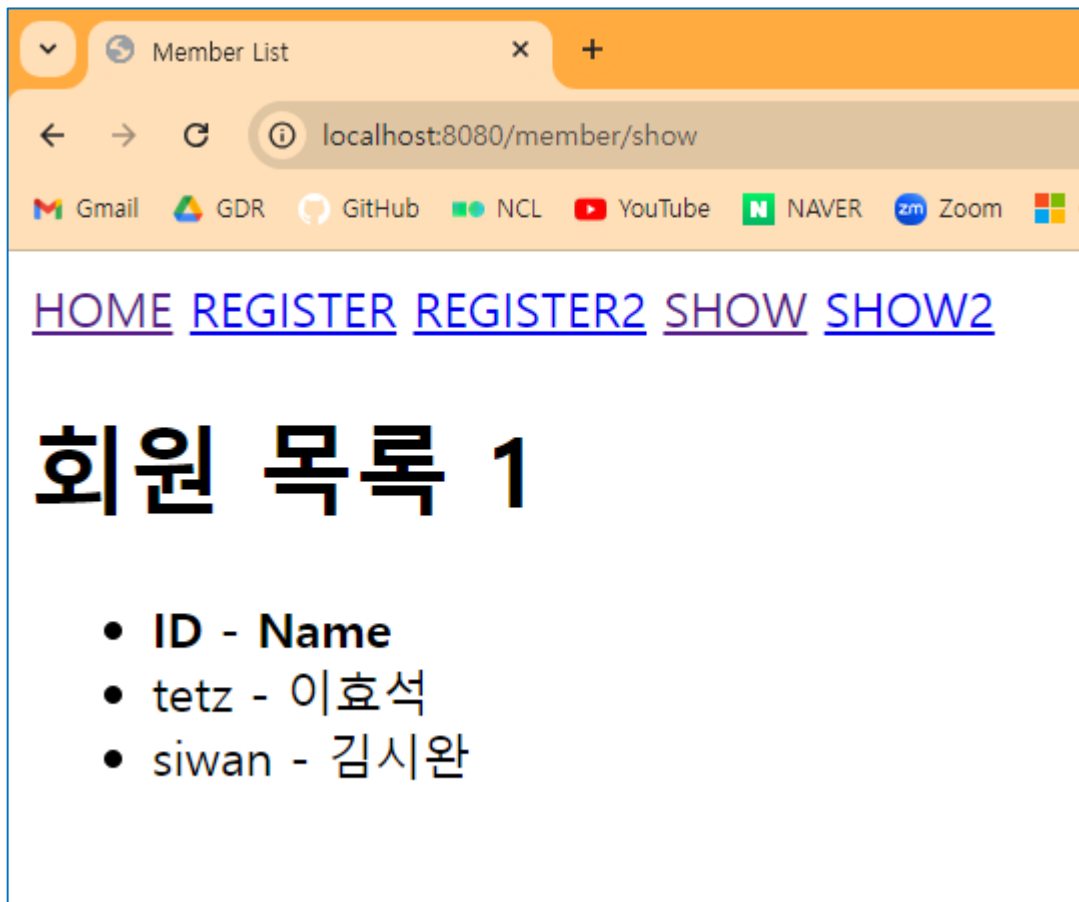 Member List
localhost:8080/member/show
Gmail GDR GitHub NCL YouTube N NAVER zm Zoom
HOME REGISTER REGISTER2 SHOW SHOW2
회원 목록 1
ID - Name
tetz - 이효석
siwan - 김시완